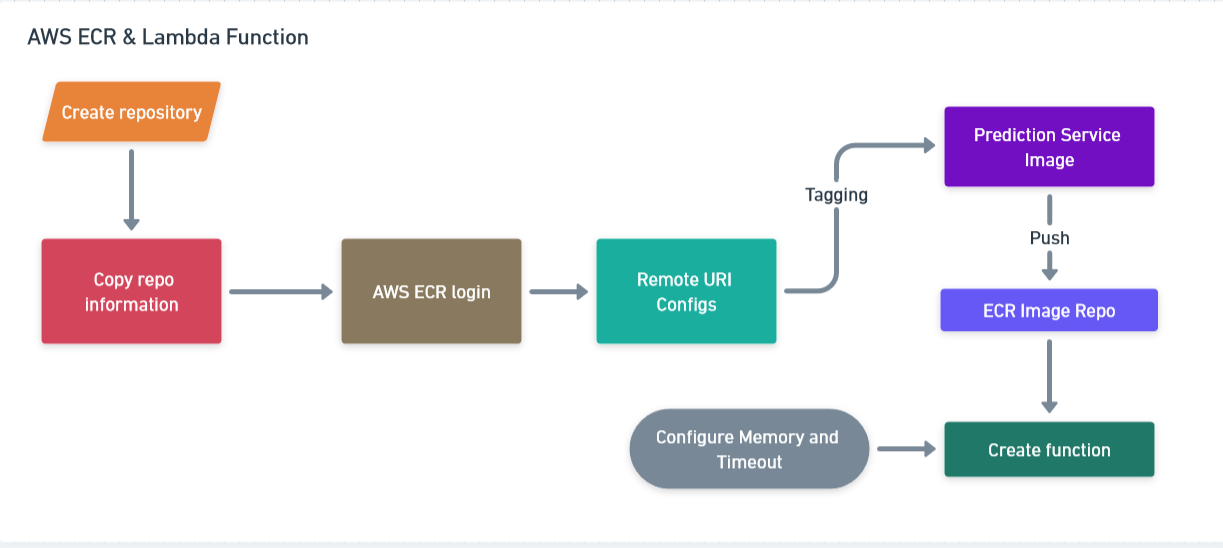 AWS ECR & Lambda Function
Create repository
Copy repo
information
AWS ECR login
Remote URI
Configs
Tagging
Prediction Service
Image
Push
ECR Image Repo
Configure Memory and
Timeout
Create function